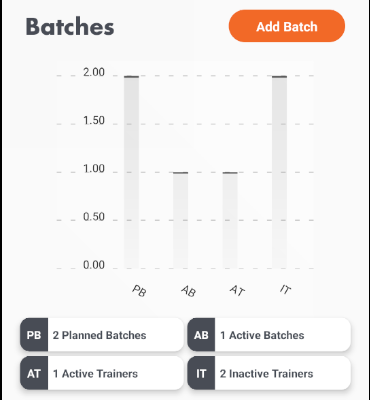 Batches
Add Batch
2.00
1.50
1.00
0.50
0.00
PB AB AT IT
PB 2 Planned Batches
AB 1 Active Batches
AT 1 Active Trainers
IT 2 Inactive Trainers